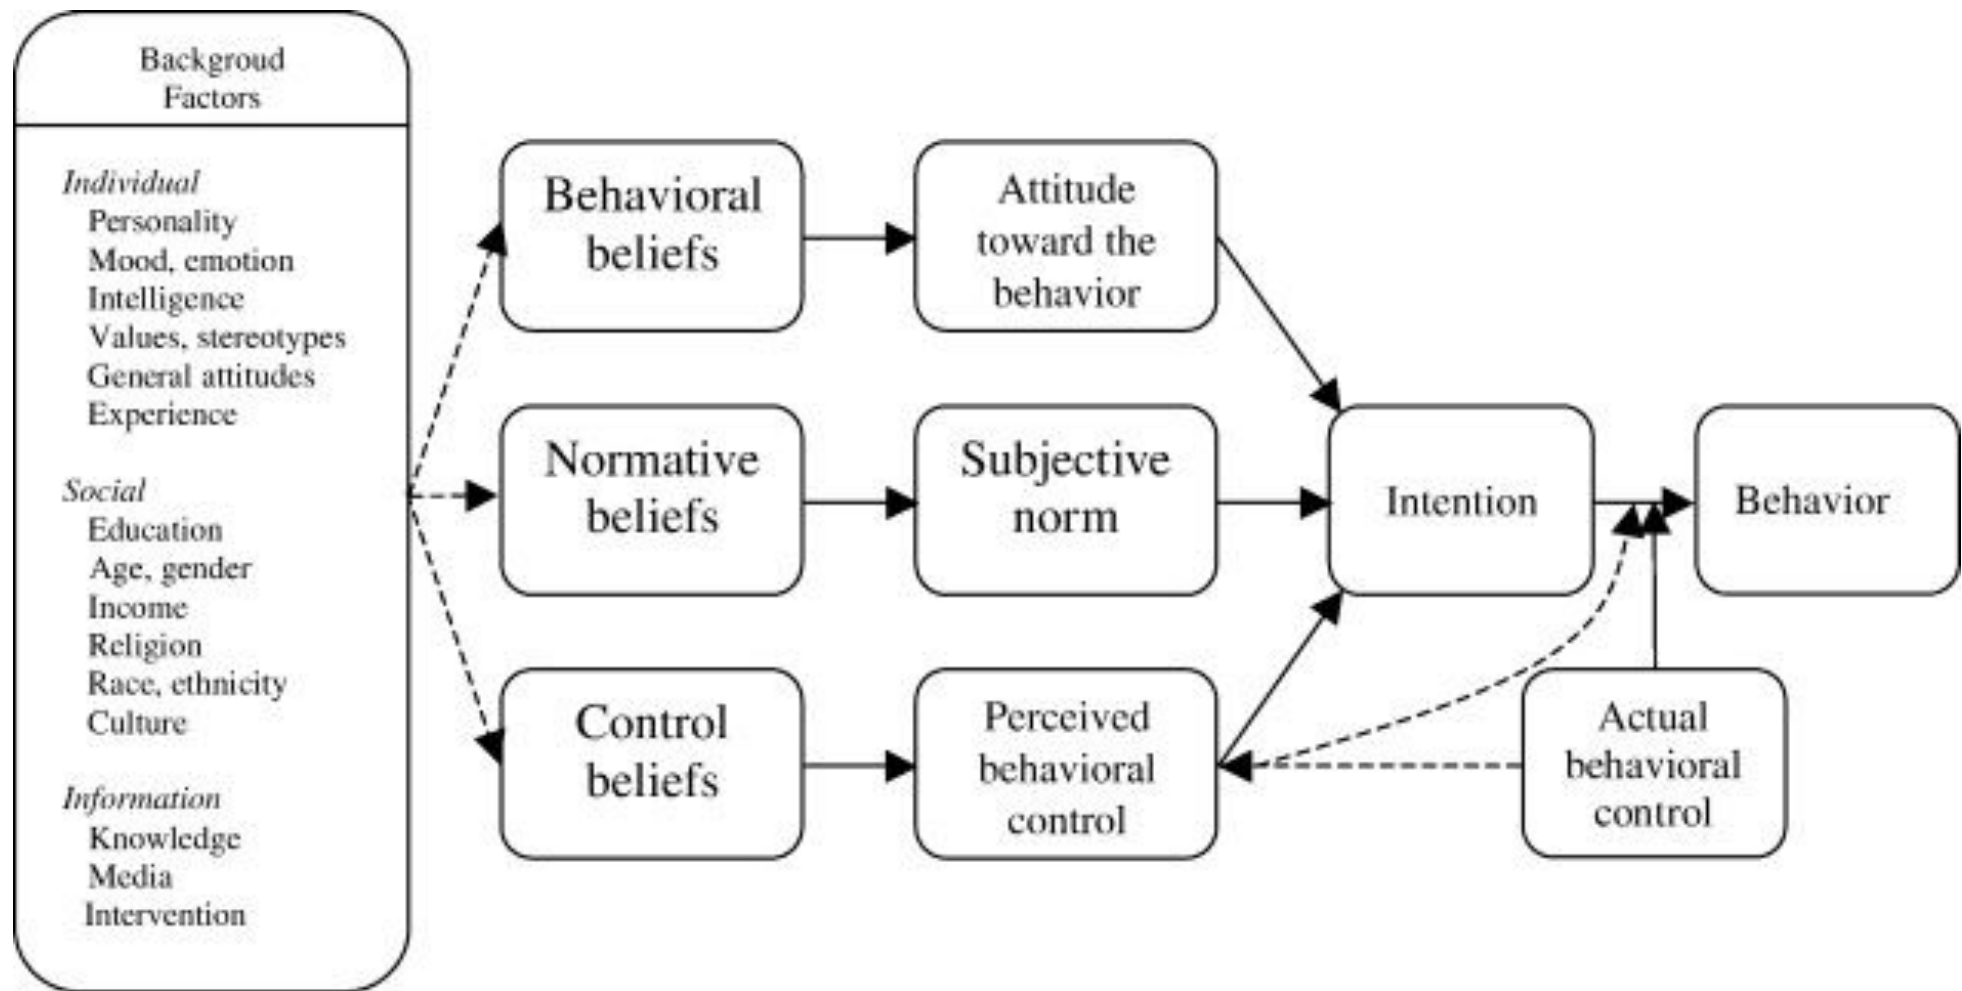 Backgroud
Factors
Individual
Personality
Mood, emotion
Intelligence
Values, stereotypes
General attitudes
Experience
Social
Education
Age, gender
Income
Religion
Race, ethnicity
Culture
Information
Knowledge
Media
Intervention
Behavioral
beliefs
Normative
beliefs
Control
beliefs
Attitude
toward the
behavior
Subjective
norm
Perceived
behavioral
control
Intention
Behavior
Actual
behavioral
control